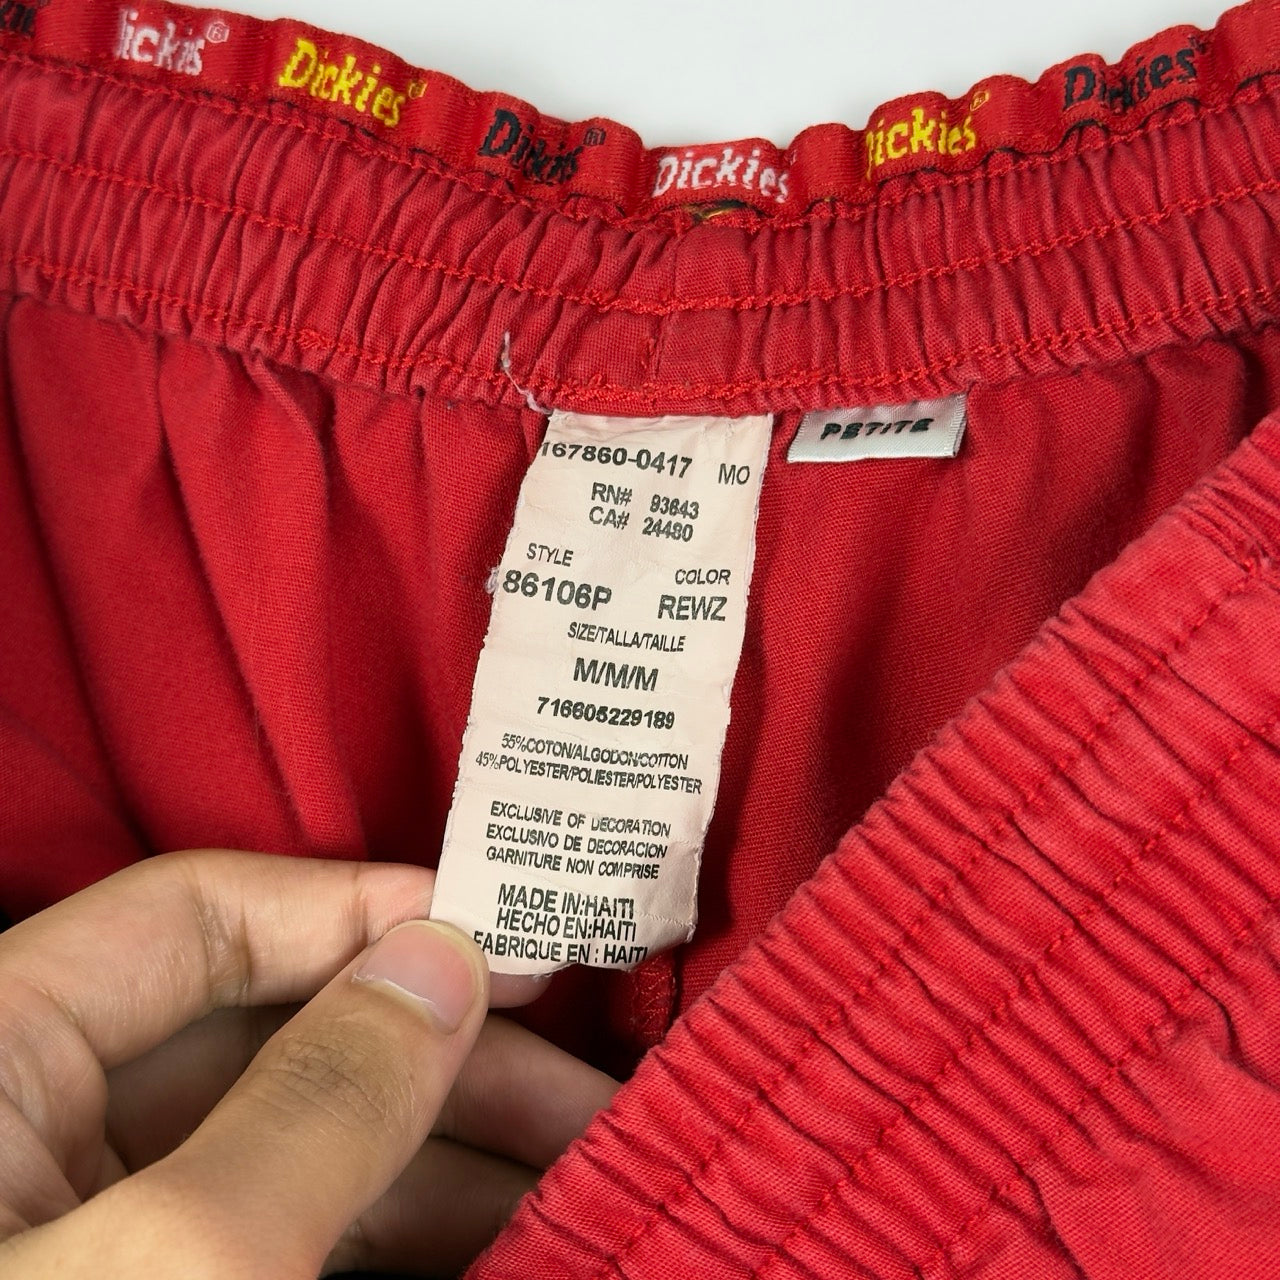 Dickies®
Dickies
Dickies®
Dickies
Dickies
Dickies
PETITE
167860-0417 MO
RN# 93643
CA# 24480
STYLE COLOR
86106P REWZ
SIZE/TALLA/TAILLE
M/M/M
716605229189
55%COTON/ALGODON/COTTON
45%POLYESTER/POLIESTER/POLYESTER
EXCLUSIVE OF DECORATION
EXCLUSIVO DE DECORACION
GARNITURE NON COMPRISE
MADE IN:HAITI
HECHO EN:HAITI
FABRIQUE EN : HAITI